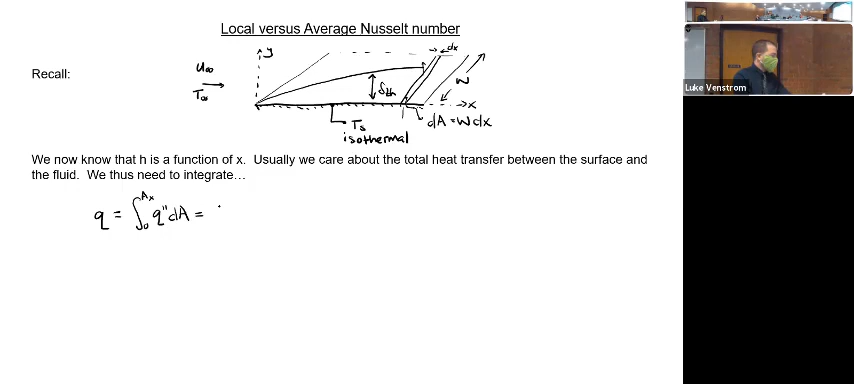 Local versus Average Nusselt number
Recall:
u∞
T∞
y
dx
δth
W
x
Ts
isothermal
dA = W dx
We now know that h is a function of x. Usually we care about the total heat transfer between the surface and
the fluid. We thus need to integrate…
q = ∫₀^Ax q'' dA =
Luke Venstrom